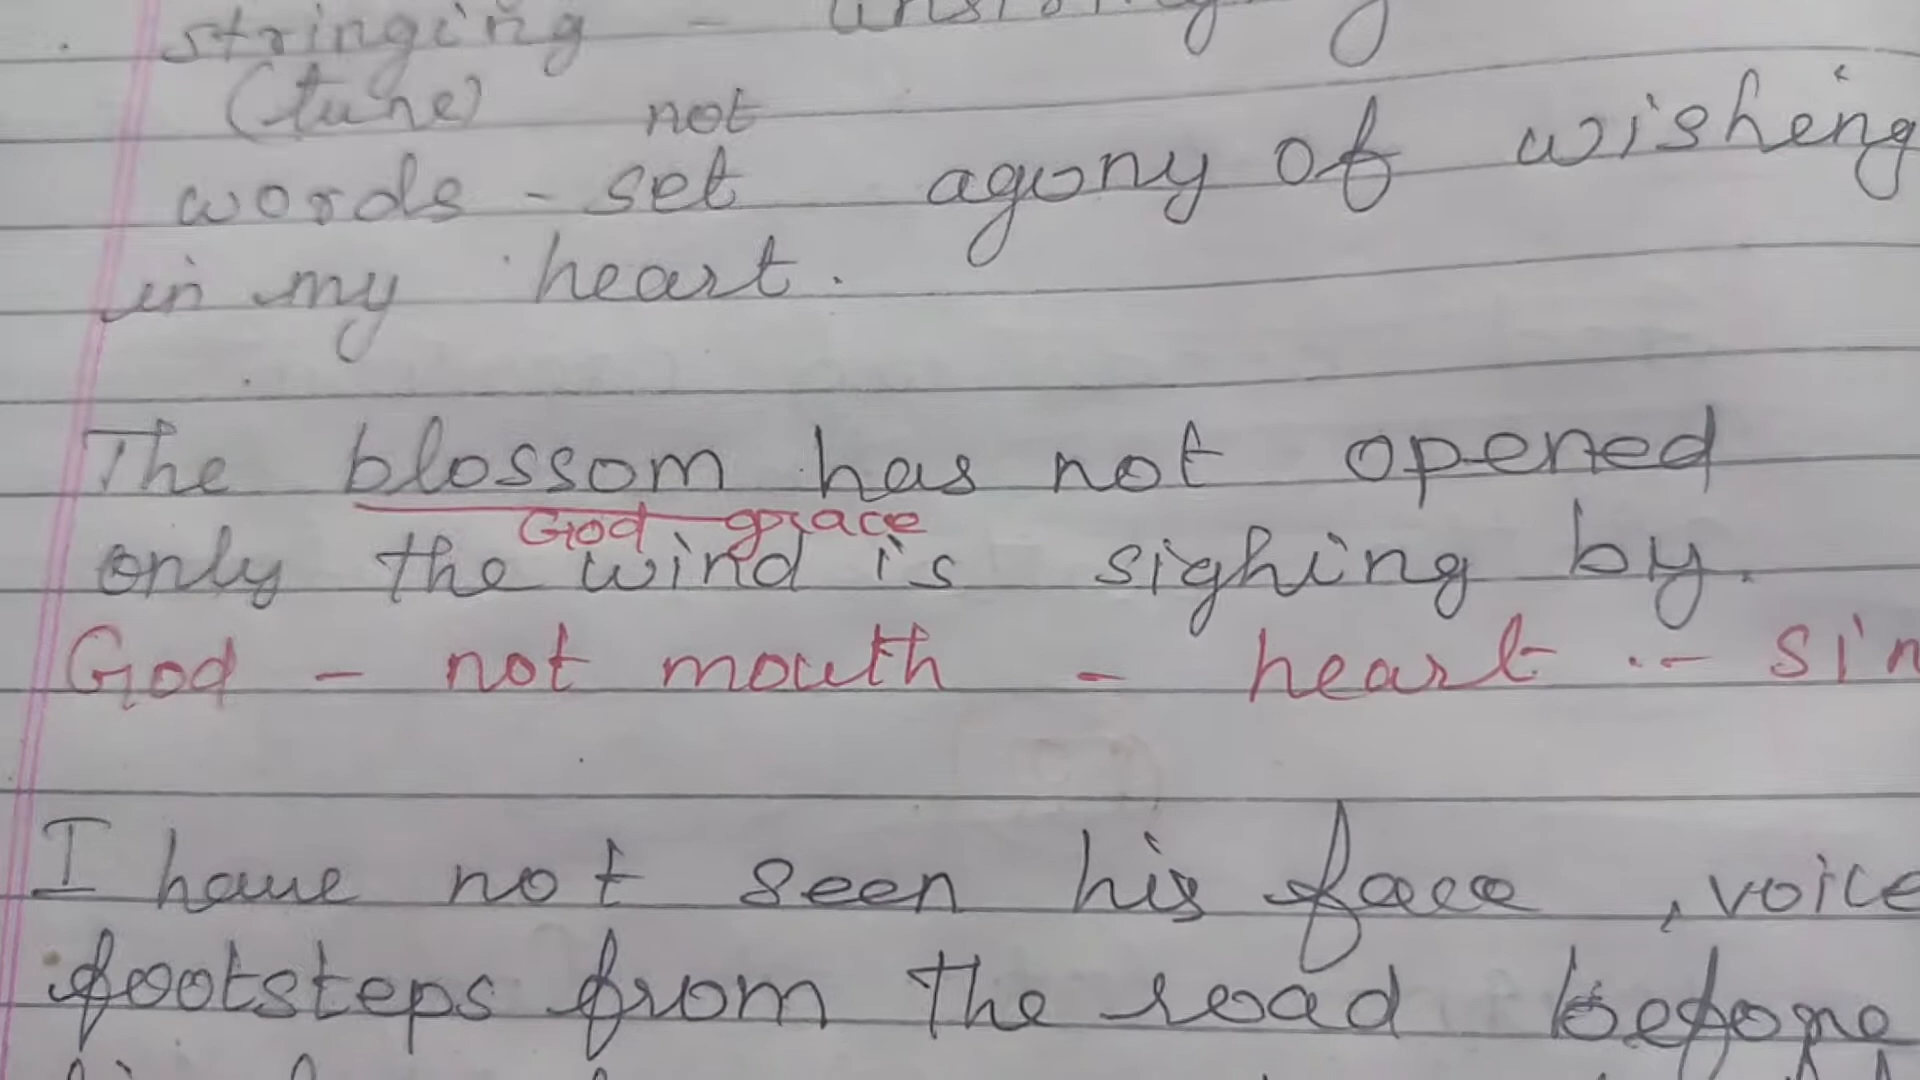 stringing -
(tune) not
words - set agony of wisheng
in my heart.
The blossom has not opened
God grace
only the wind is sighing by.
God - not mouth - heart -- sin
I have not seen his face, voice
footsteps from the road before